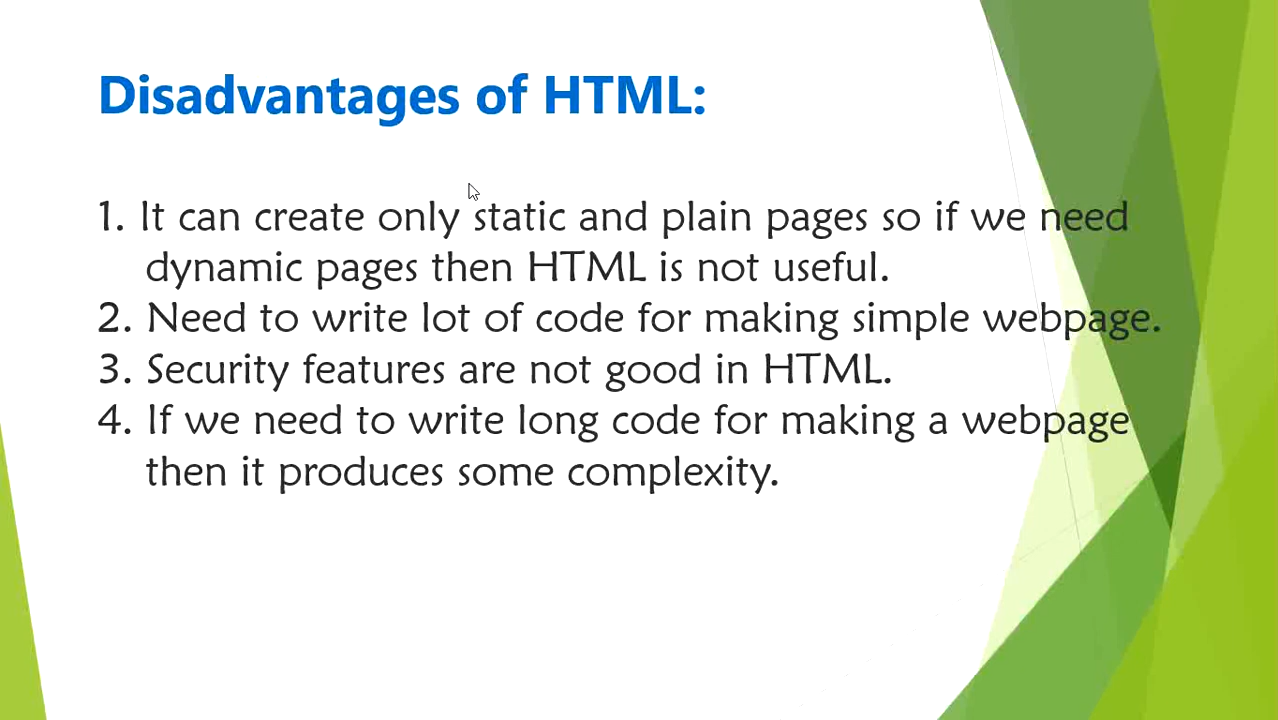 Disadvantages of HTML:
1. It can create only static and plain pages so if we need
dynamic pages then HTML is not useful.
2. Need to write lot of code for making simple webpage.
3. Security features are not good in HTML.
4. If we need to write long code for making a webpage
then it produces some complexity.